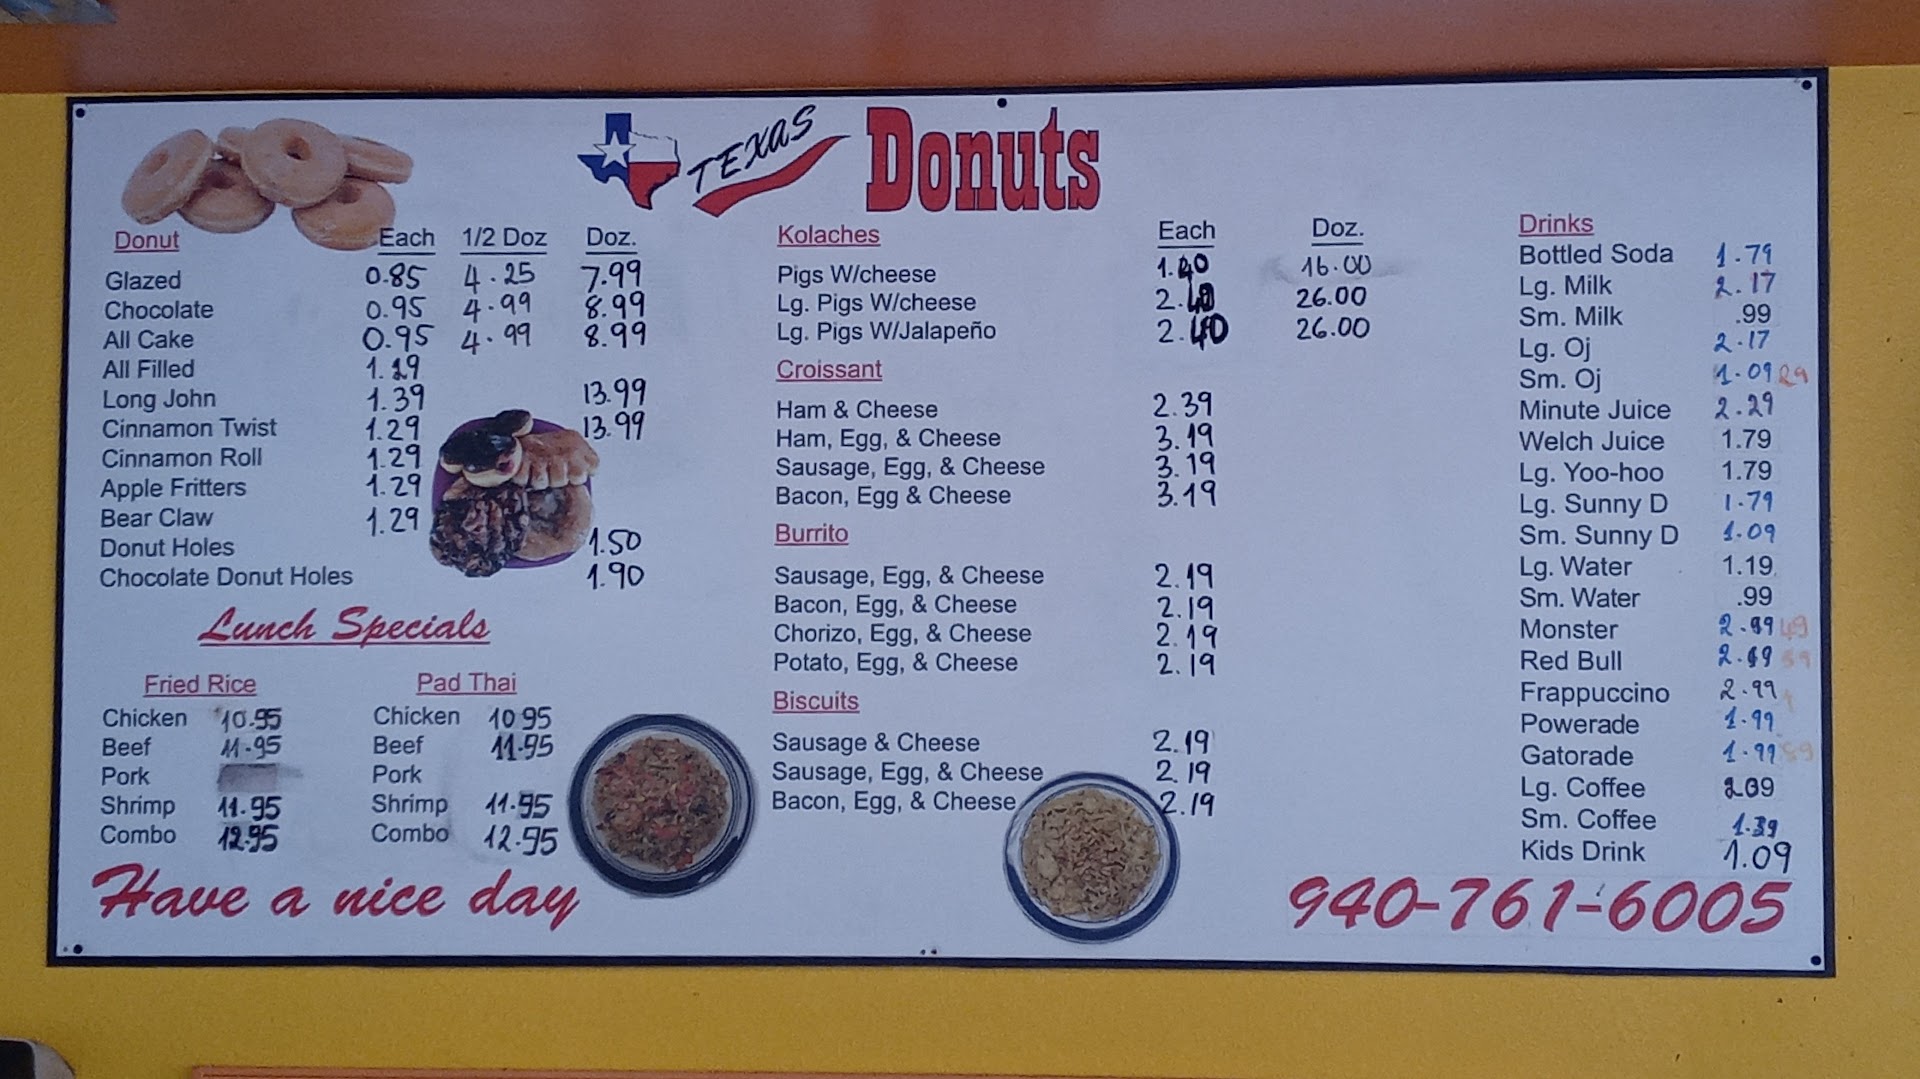 TEXAS Donuts
Donut Each 1/2 Doz Doz.
Glazed 0.85 4.25 7.99
Chocolate 0.95 4.99 8.99
All Cake 0.95 4.99 8.99
All Filled 1.29
Long John 1.39 13.99
Cinnamon Twist 1.29 13.99
Cinnamon Roll 1.29
Apple Fritters 1.29
Bear Claw 1.29
Donut Holes 1.50
Chocolate Donut Holes 1.90
Lunch Specials
Fried Rice
Chicken 10.95
Beef 11.95
Pork
Shrimp 11.95
Combo 12.95
Pad Thai
Chicken 10 95
Beef 11.95
Pork
Shrimp 11.95
Combo 12.95
Have a nice day
Kolaches Each Doz.
Pigs W/cheese 1.40 16.00
Lg. Pigs W/cheese 2.40 26.00
Lg. Pigs W/Jalapeño 2.40 26.00
Croissant
Ham & Cheese 2.39
Ham, Egg, & Cheese 3.19
Sausage, Egg, & Cheese 3.19
Bacon, Egg & Cheese 3.19
Burrito
Sausage, Egg, & Cheese 2.19
Bacon, Egg, & Cheese 2.19
Chorizo, Egg, & Cheese 2.19
Potato, Egg, & Cheese 2.19
Biscuits
Sausage & Cheese 2.19
Sausage, Egg, & Cheese 2.19
Bacon, Egg, & Cheese 2.19
Drinks
Bottled Soda 1.79
Lg. Milk 2.17
Sm. Milk .99
Lg. Oj 2.17
Sm. Oj 1.09 29
Minute Juice 2.29
Welch Juice 1.79
Lg. Yoo-hoo 1.79
Lg. Sunny D 1.79
Sm. Sunny D 1.09
Lg. Water 1.19
Sm. Water .99
Monster
Red Bull
Frappuccino 2.99
Powerade 1.99
Gatorade 1.99
Lg. Coffee
Sm. Coffee 1.39
Kids Drink 1.09
940-761-6005